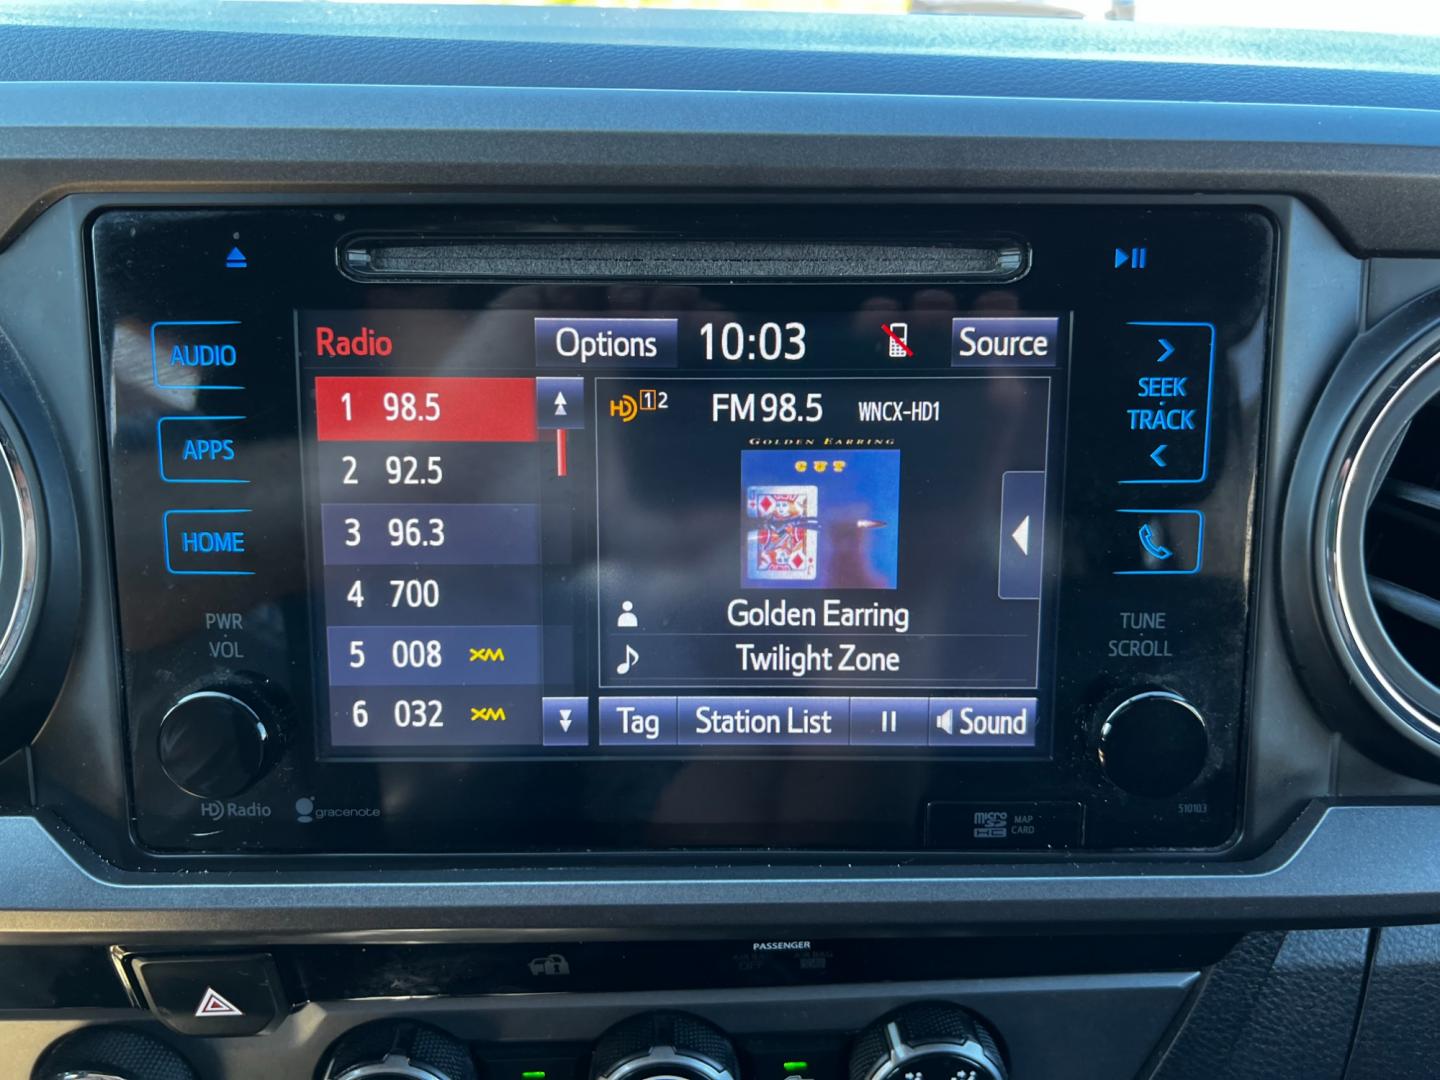 Radio Options 10:03 Source
1 98.5
2 92.5
3 96.3
4 700
5 008 XM
6 032 XM
HD 1 2 FM 98.5 WNCX-HD1
GOLDEN EARRING
CUT
J
Golden Earring
Twilight Zone
Tag Station List Sound
AUDIO
APPS
HOME
PWR
VOL
HD Radio gracenote
SEEK
TRACK
TUNE
SCROLL
510103
micro SD HC MAP CARD
PASSENGER